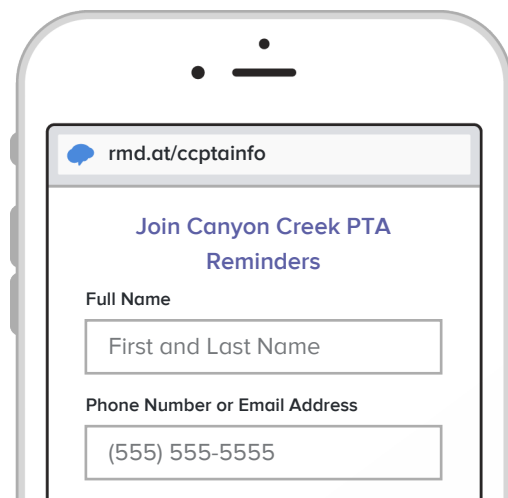 rmd.at/ccptainfo
Join Canyon Creek PTA
Reminders
Full Name
First and Last Name
Phone Number or Email Address
(555) 555-5555